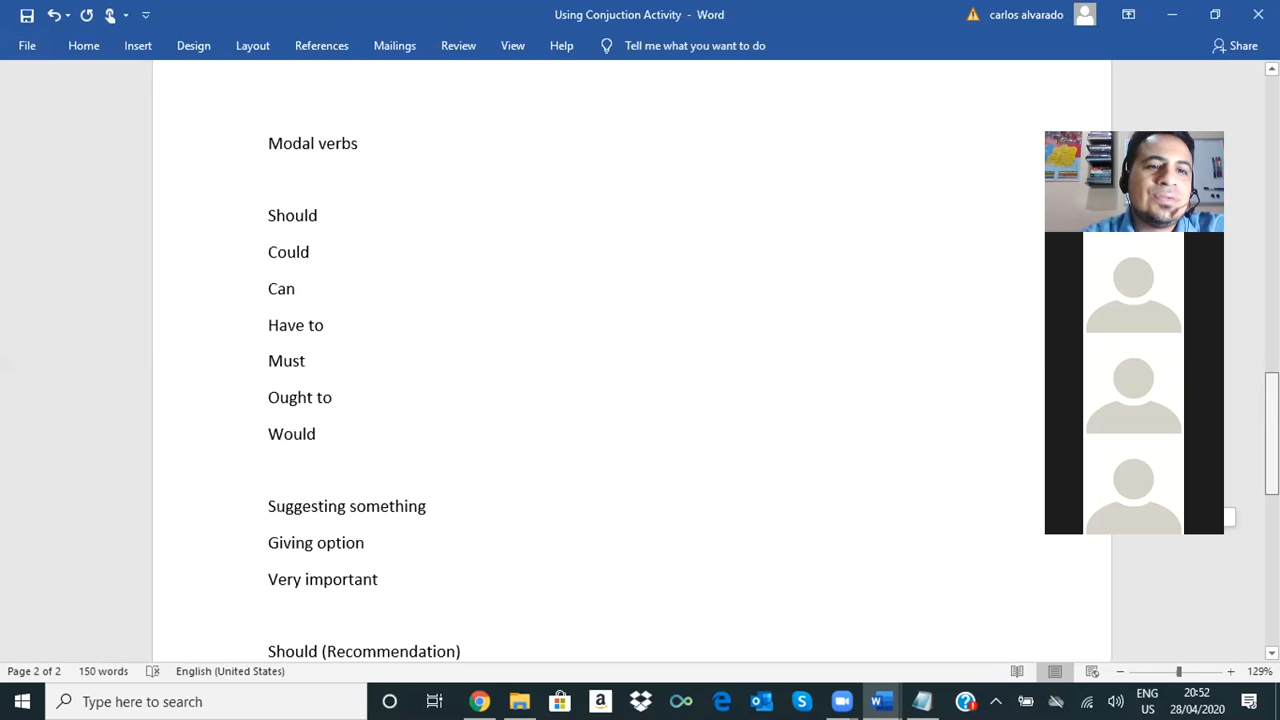 Using Conjuction Activity - Word
carlos alvarado
File Home Insert Design Layout References Mailings Review View Help Tell me what you want to do Share
Modal verbs
Should
Could
Can
Have to
Must
Ought to
Would
Suggesting something
Giving option
Very important
Should (Recommendation)
Page 2 of 2 150 words English (United States) 129%
Type here to search
ENG 20:52
US 28/04/2020